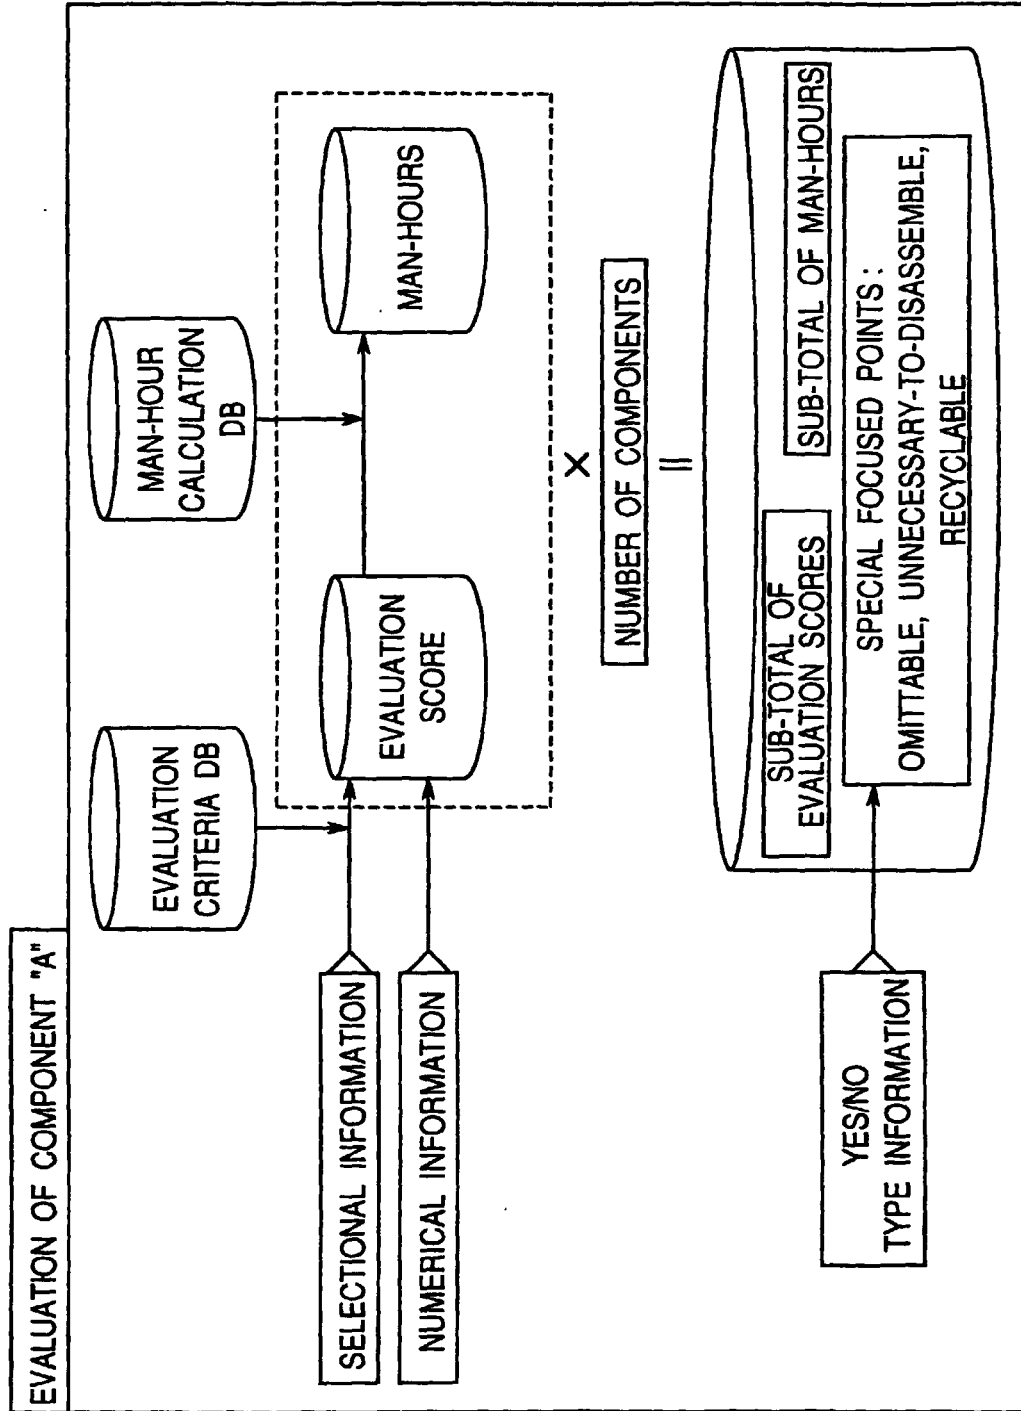 EVALUATION OF COMPONENT "A"
EVALUATION
CRITERIA DB
MAN-HOUR
CALCULATION
DB
SELECTIONAL INFORMATION
NUMERICAL INFORMATION
EVALUATION
SCORE
MAN-HOURS
×
NUMBER OF COMPONENTS
=
SUB-TOTAL OF
EVALUATION SCORES
SUB-TOTAL OF MAN-HOURS
YES/NO
TYPE INFORMATION
SPECIAL FOCUSED POINTS :
OMITTABLE, UNNECESSARY-TO-DISASSEMBLE,
RECYCLABLE